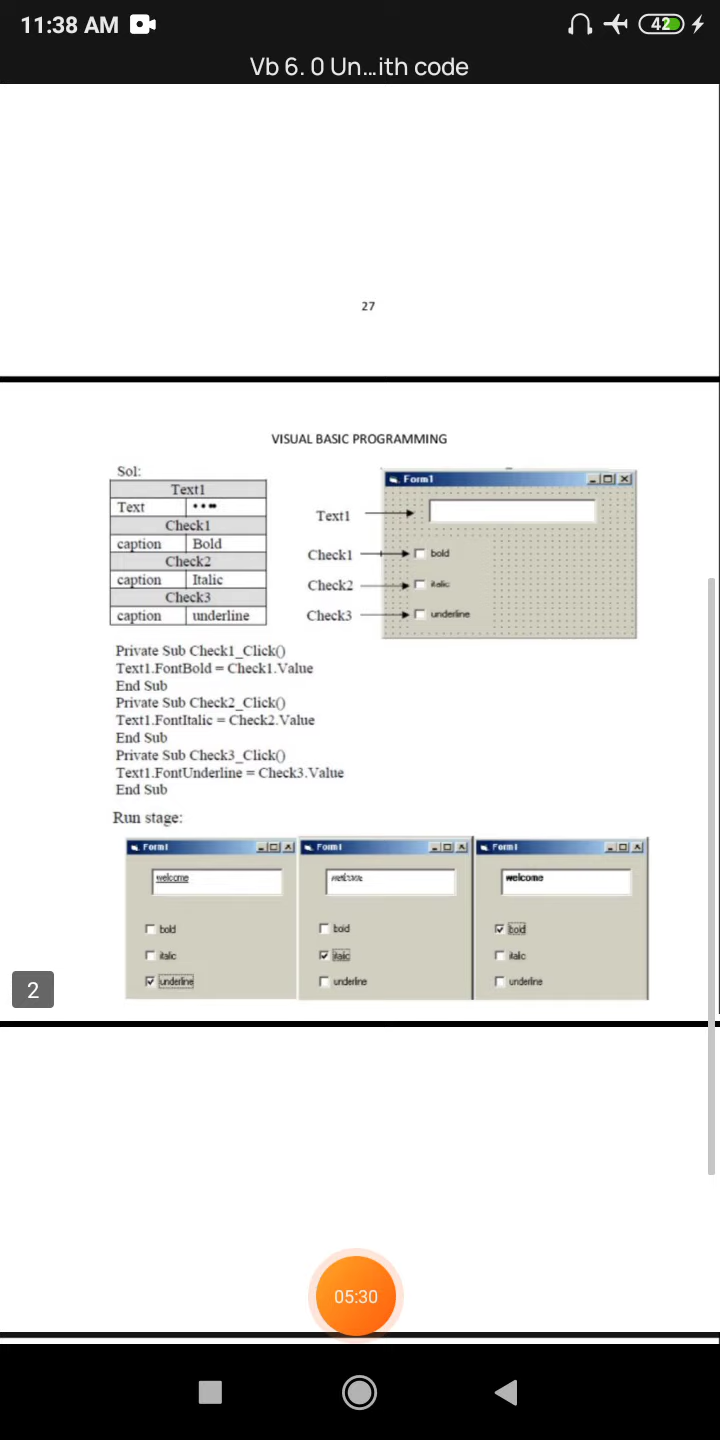 11:38 AM
42
Vb 6. 0 Un...ith code
27
VISUAL BASIC PROGRAMMING
Sol:
Text1
Text
Check1
caption Bold
Check2
caption Italic
Check3
caption underline
Form1
Text1
Check1
bold
Check2
italic
Check3
underline
Private Sub Check1_Click()
Text1.FontBold = Check1.Value
End Sub
Private Sub Check2_Click()
Text1.FontItalic = Check2.Value
End Sub
Private Sub Check3_Click()
Text1.FontUnderline = Check3.Value
End Sub
Run stage:
Form1
welcome
bold
italic
underline
Form1
welcome
bold
italic
underline
Form1
welcome
bold
italic
underline
2
05:30